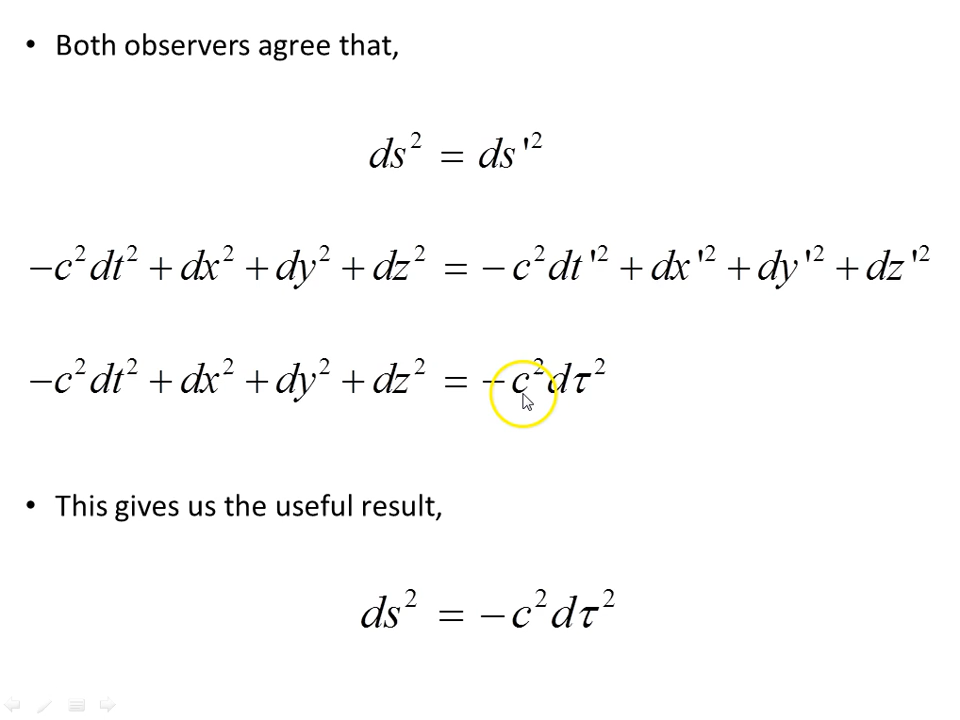 • Both observers agree that,
ds² = ds'²
−c²dt² + dx² + dy² + dz² = −c²dt'² + dx'² + dy'² + dz'²
−c²dt² + dx² + dy² + dz² = −c²dτ²
• This gives us the useful result,
ds² = −c²dτ²